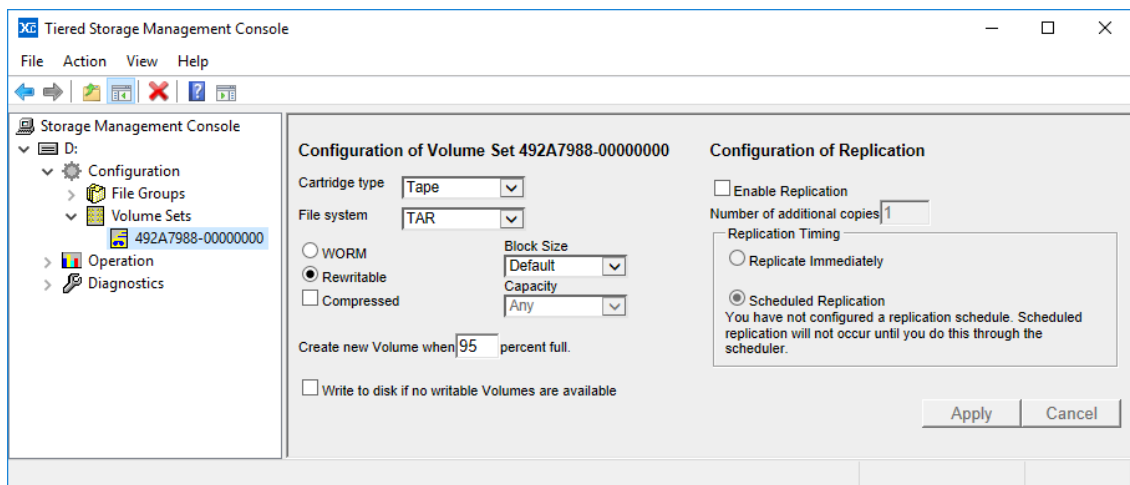 Tiered Storage Management Console
File Action View Help
Storage Management Console
D:
Configuration
File Groups
Volume Sets
492A7988-00000000
Operation
Diagnostics
Configuration of Volume Set 492A7988-00000000
Cartridge type Tape
File system TAR
WORM
Rewritable
Compressed
Block Size
Default
Capacity
Any
Create new Volume when 95 percent full.
Write to disk if no writable Volumes are available
Configuration of Replication
Enable Replication
Number of additional copies 1
Replication Timing
Replicate Immediately
Scheduled Replication
You have not configured a replication schedule. Scheduled
replication will not occur until you do this through the
scheduler.
Apply Cancel